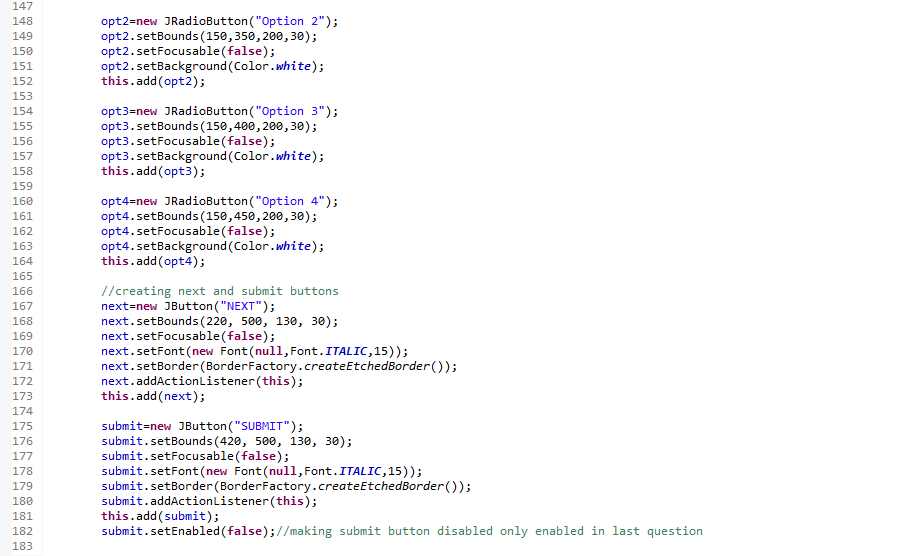 147
148 opt2=new JRadioButton("Option 2");
149 opt2.setBounds(150,350,200,30);
150 opt2.setFocusable(false);
151 opt2.setBackground(Color.white);
152 this.add(opt2);
153
154 opt3=new JRadioButton("Option 3");
155 opt3.setBounds(150,400,200,30);
156 opt3.setFocusable(false);
157 opt3.setBackground(Color.white);
158 this.add(opt3);
159
160 opt4=new JRadioButton("Option 4");
161 opt4.setBounds(150,450,200,30);
162 opt4.setFocusable(false);
163 opt4.setBackground(Color.white);
164 this.add(opt4);
165
166 //creating next and submit buttons
167 next=new JButton("NEXT");
168 next.setBounds(220, 500, 130, 30);
169 next.setFocusable(false);
170 next.setFont(new Font(null,Font.ITALIC,15));
171 next.setBorder(BorderFactory.createEtchedBorder());
172 next.addActionListener(this);
173 this.add(next);
174
175 submit=new JButton("SUBMIT");
176 submit.setBounds(420, 500, 130, 30);
177 submit.setFocusable(false);
178 submit.setFont(new Font(null,Font.ITALIC,15));
179 submit.setBorder(BorderFactory.createEtchedBorder());
180 submit.addActionListener(this);
181 this.add(submit);
182 submit.setEnabled(false);//making submit button disabled only enabled in last question
183